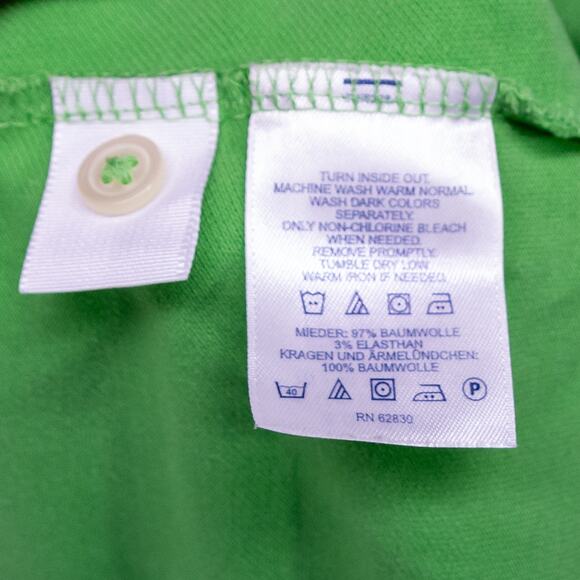 TURN INSIDE OUT.
MACHINE WASH WARM NORMAL.
WASH DARK COLORS
SEPARATELY.
ONLY NON-CHLORINE BLEACH
WHEN NEEDED.
REMOVE PROMPTLY.
TUMBLE DRY LOW
WARM IRON IF NEEDED.
MIEDER: 97% BAUMWOLLE
3% ELASTHAN
KRAGEN UND ÄRMELÜNDCHEN:
100% BAUMWOLLE
40 P
RN 62830